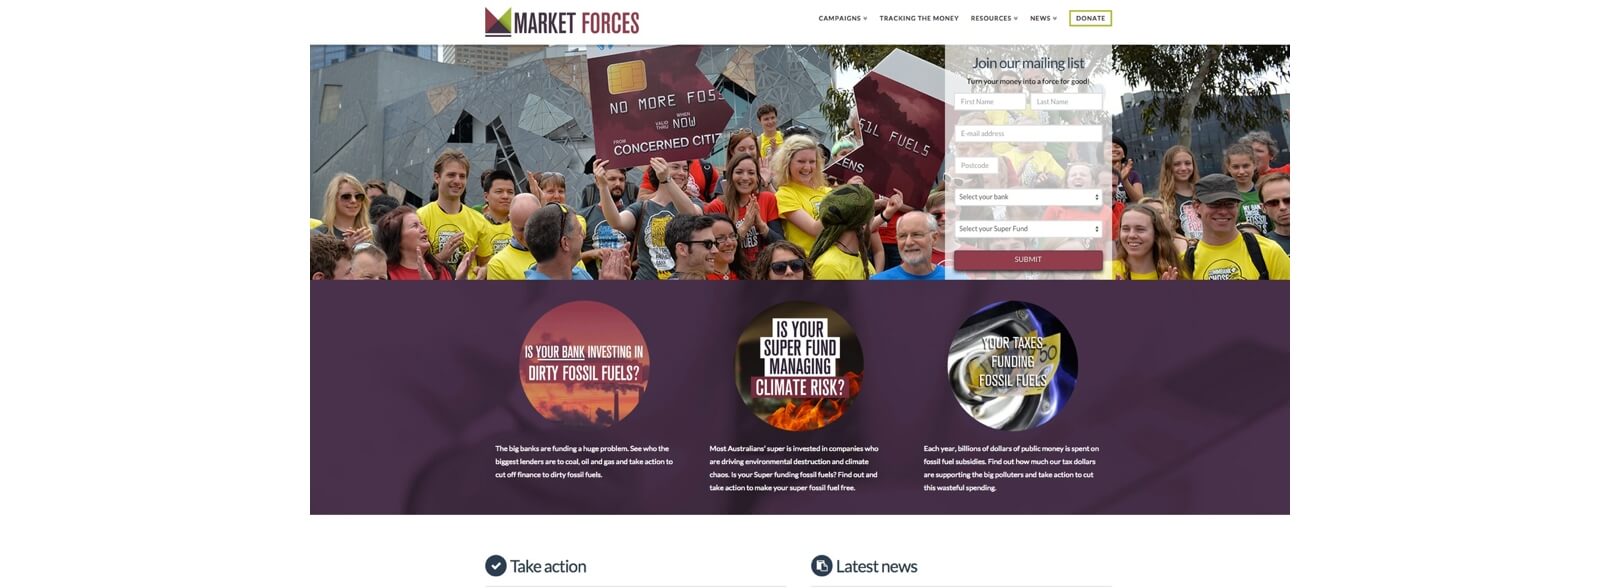 MARKET FORCES
CAMPAIGNS
TRACKING THE MONEY
RESOURCES
NEWS
DONATE
NO MORE FOSS
VALID THRU WHEN NOW
FROM CONCERNED CITI
SIL FUELS
ZENS
Join our mailing list
Turn your money into a force for good!
First Name
Last Name
E-mail address
Postcode
Select your bank
Select your Super Fund
SUBMIT
IS YOUR BANK INVESTING IN
DIRTY FOSSIL FUELS?
The big banks are funding a huge problem. See who the
biggest lenders are to coal, oil and gas and take action to
cut off finance to dirty fossil fuels.
IS YOUR
SUPER FUND
MANAGING
CLIMATE RISK?
Most Australians' super is invested in companies who
are driving environmental destruction and climate
chaos. Is your Super funding fossil fuels? Find out and
take action to make your super fossil fuel free.
YOUR TAXES
FUNDING
FOSSIL FUELS
50
Each year, billions of dollars of public money is spent on
fossil fuel subsidies. Find out how much our tax dollars
are supporting the big polluters and take action to cut
this wasteful spending.
Take action
Latest news